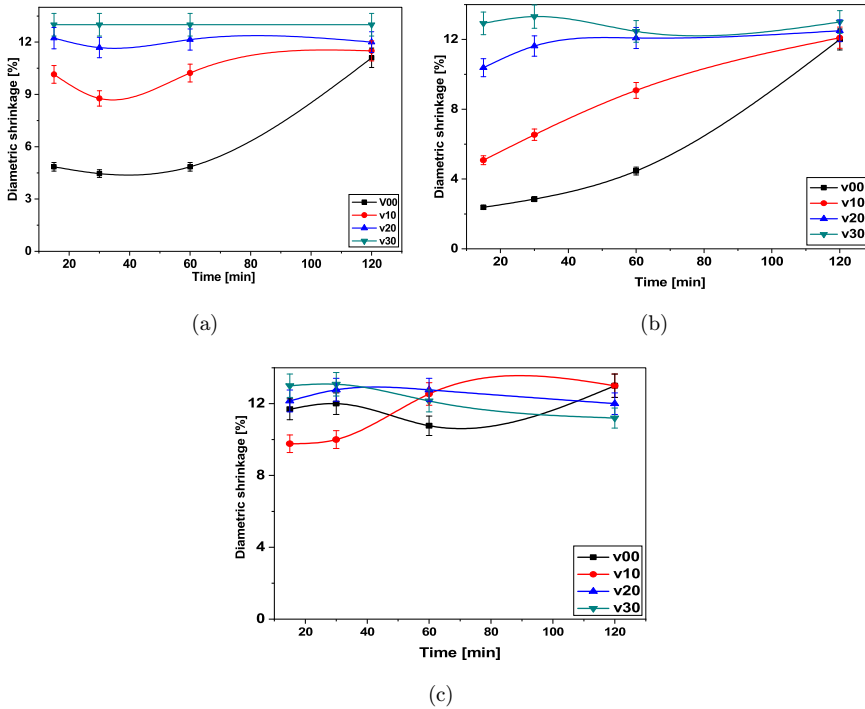 Diametric shrinkage [%]
12
9
6
3
0
20 40 60 80 100 120
Time [min]
V00
v10
v20
v30
(a)
Diametric shrinkage [%]
12
8
4
0
20 40 60 80 100 120
Time [min]
v00
v10
v20
v30
(b)
Diametric shrinkage [%]
12
8
4
0
20 40 60 80 100 120
Time [min]
v00
v10
v20
v30
(c)